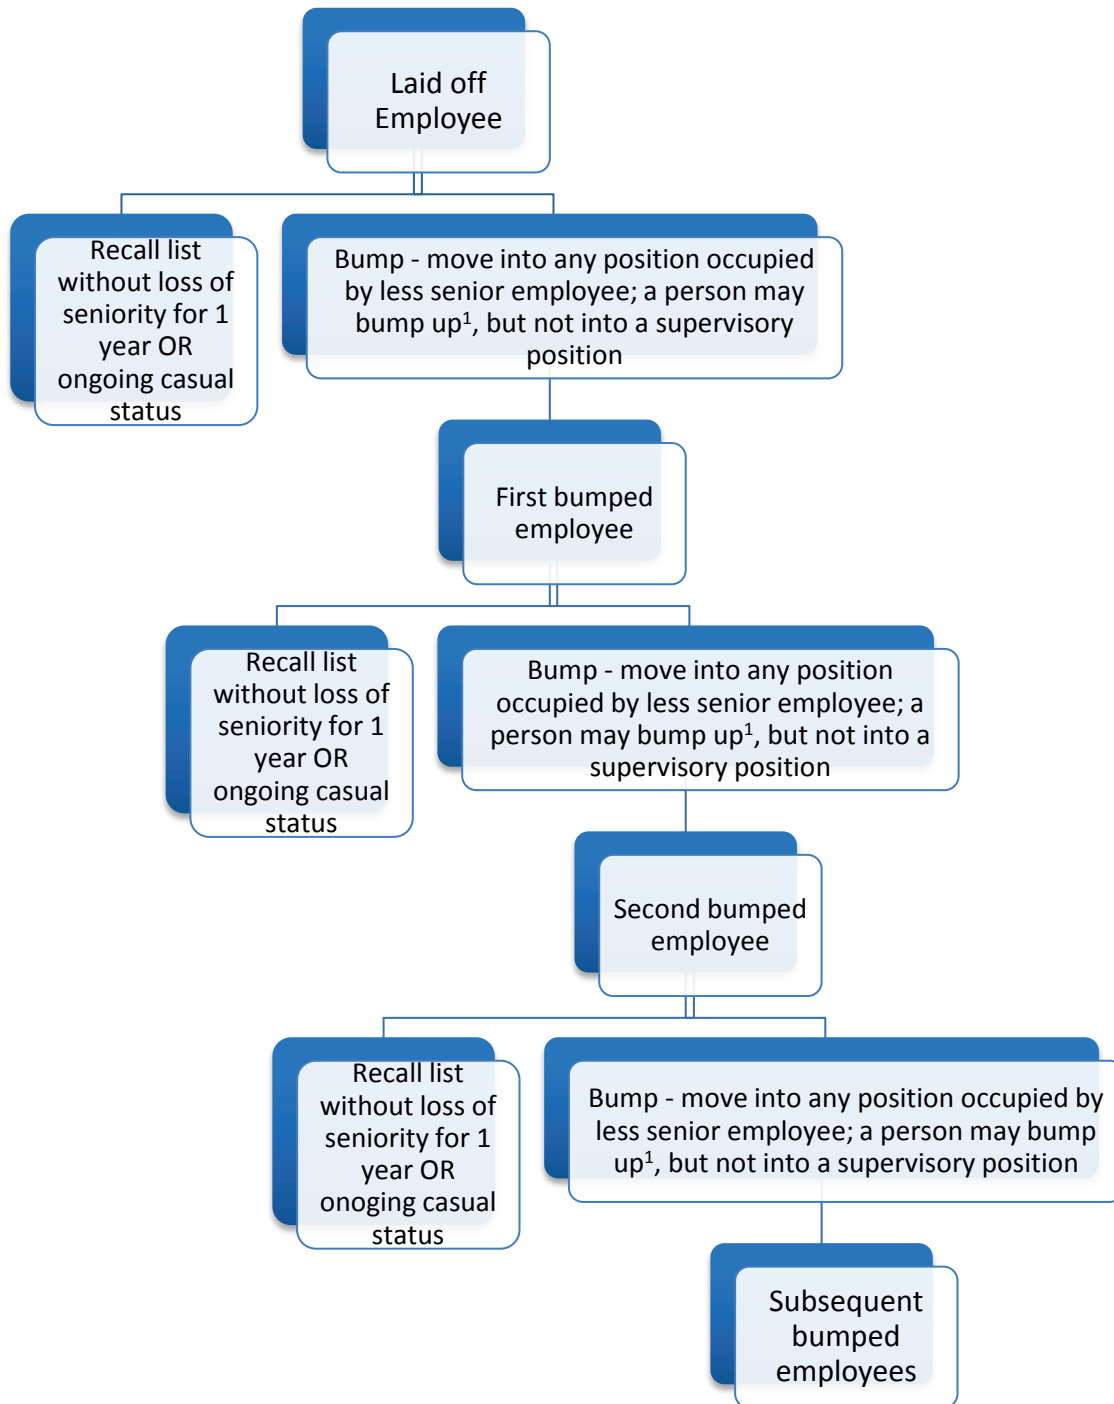 Laid off
Employee
Recall list
without loss of
seniority for 1
year OR
ongoing casual
status
Bump - move into any position occupied
by less senior employee; a person may
bump up¹, but not into a supervisory
position
First bumped
employee
Recall list
without loss of
seniority for 1
year OR
ongoing casual
status
Bump - move into any position
occupied by less senior employee; a
person may bump up¹, but not into a
supervisory position
Second bumped
employee
Recall list
without loss of
seniority for 1
year OR
onoging casual
status
Bump - move into any position occupied by
less senior employee; a person may bump
up¹, but not into a supervisory position
Subsequent
bumped
employees